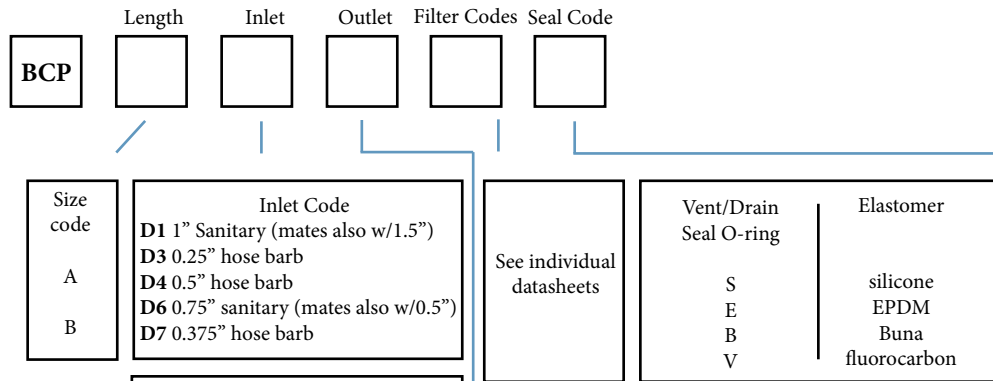 Length Inlet Outlet Filter Codes Seal Code
BCP
Size
code
A
B
Inlet Code
D1 1” Sanitary (mates also w/1.5”)
D3 0.25” hose barb
D4 0.5” hose barb
D6 0.75” sanitary (mates also w/0.5”)
D7 0.375” hose barb
See individual
datasheets
Vent/Drain Elastomer
Seal O-ring
S silicone
E EPDM
B Buna
V fluorocarbon